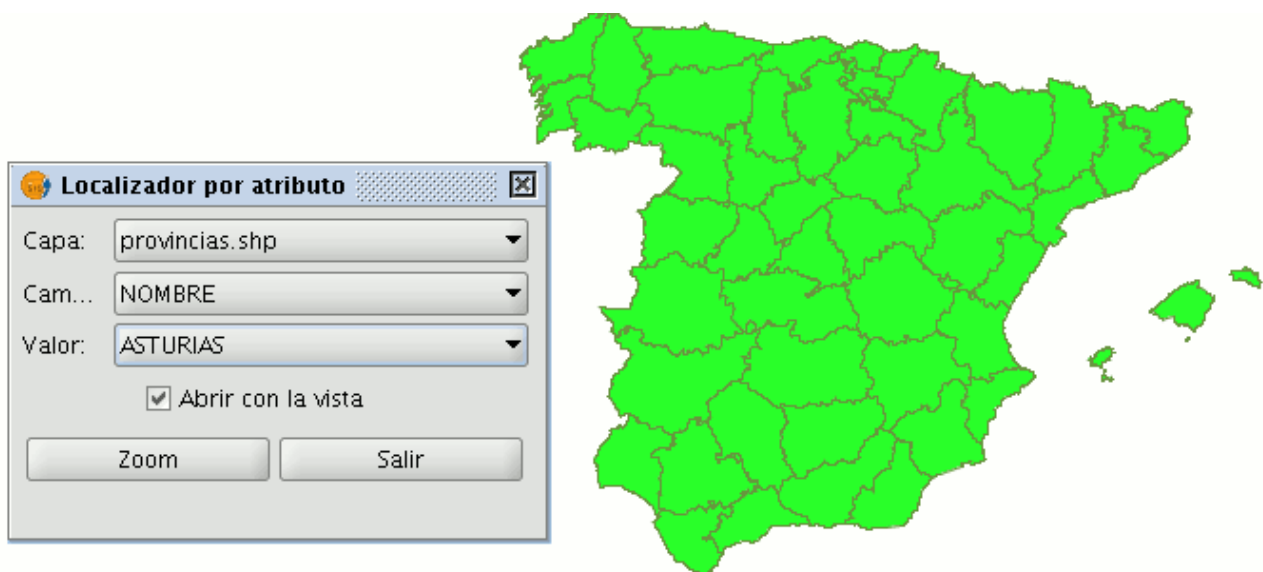 Localizador por atributo
Capa: provincias.shp
Cam... NOMBRE
Valor: ASTURIAS
Abrir con la vista
Zoom Salir